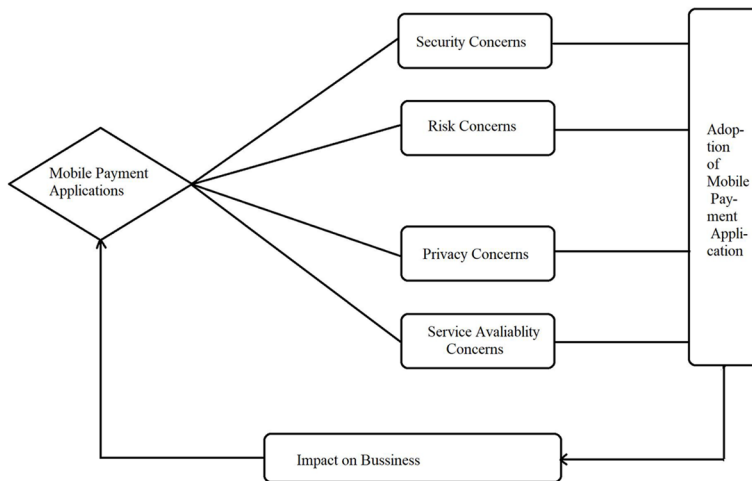 Security Concerns
Risk Concerns
Mobile Payment
Applications
Privacy Concerns
Service Avaliablity
Concerns
Adop-
tion
of
Mobile
Pay-
ment
Appli-
cation
Impact on Bussiness